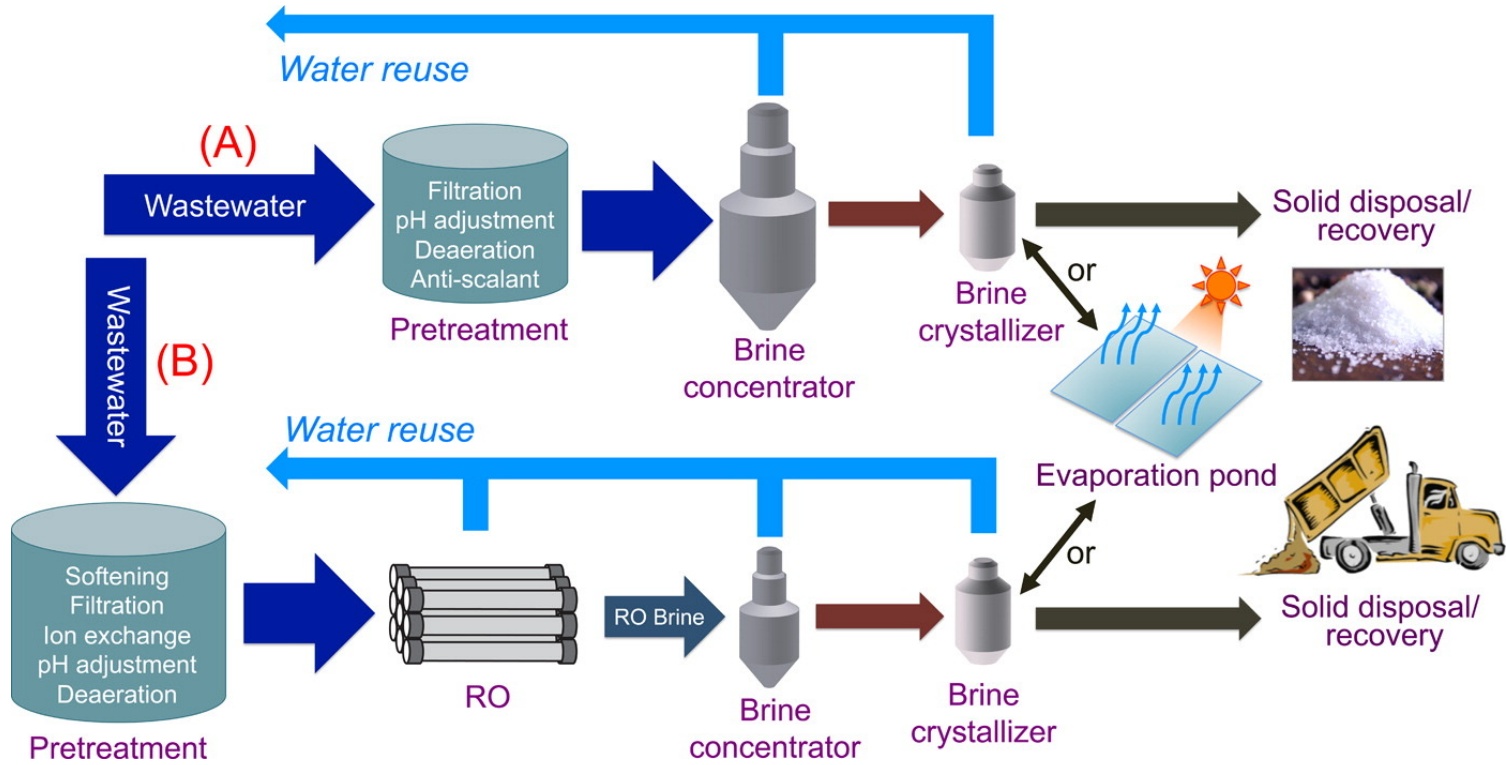 Water reuse
(A)
Wastewater
Filtration
pH adjustment
Deaeration
Anti-scalant
Pretreatment
Brine
concentrator
Brine
crystallizer
or
Solid disposal/
recovery
Evaporation pond
Wastewater
(B)
Water reuse
Softening
Filtration
Ion exchange
pH adjustment
Deaeration
Pretreatment
RO
RO Brine
Brine
concentrator
Brine
crystallizer
or
Solid disposal/
recovery